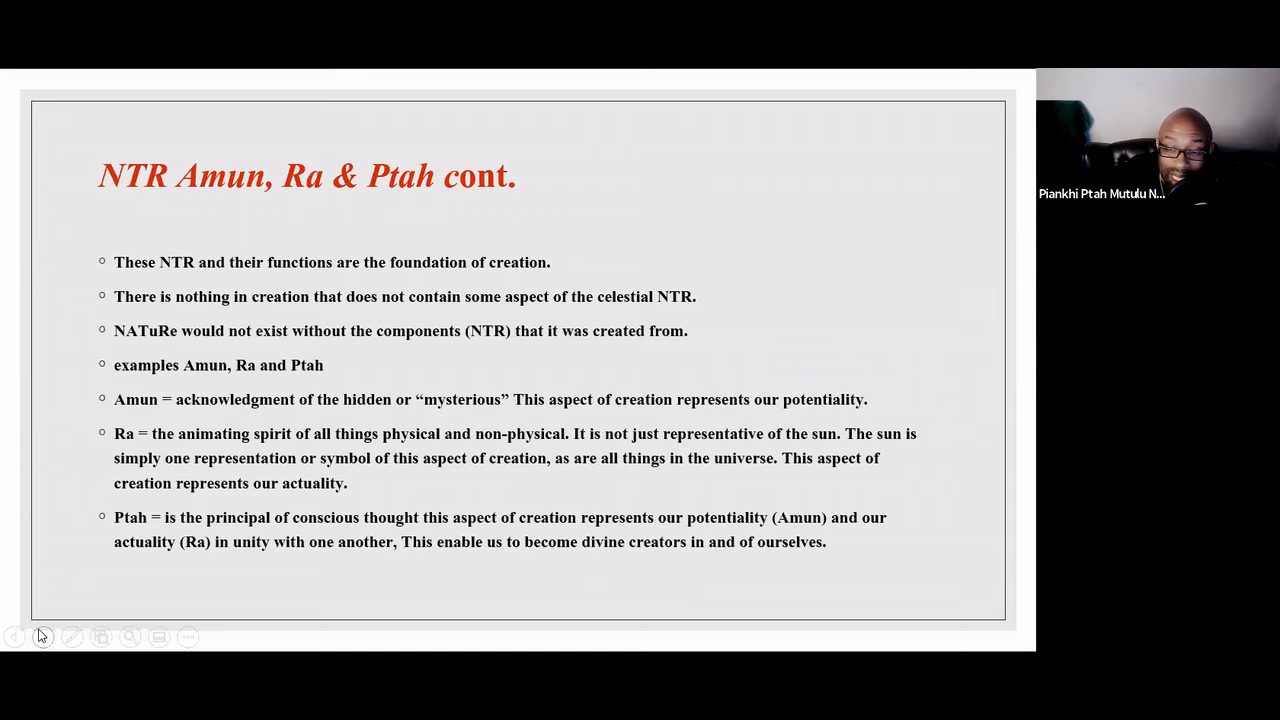 NTR Amun, Ra & Ptah cont.
These NTR and their functions are the foundation of creation.
There is nothing in creation that does not contain some aspect of the celestial NTR.
NATuRe would not exist without the components (NTR) that it was created from.
examples Amun, Ra and Ptah
Amun = acknowledgment of the hidden or “mysterious” This aspect of creation represents our potentiality.
Ra = the animating spirit of all things physical and non-physical. It is not just representative of the sun. The sun is
simply one representation or symbol of this aspect of creation, as are all things in the universe. This aspect of
creation represents our actuality.
Ptah = is the principal of conscious thought this aspect of creation represents our potentiality (Amun) and our
actuality (Ra) in unity with one another, This enable us to become divine creators in and of ourselves.
Piankhi Ptah Mutulu N...